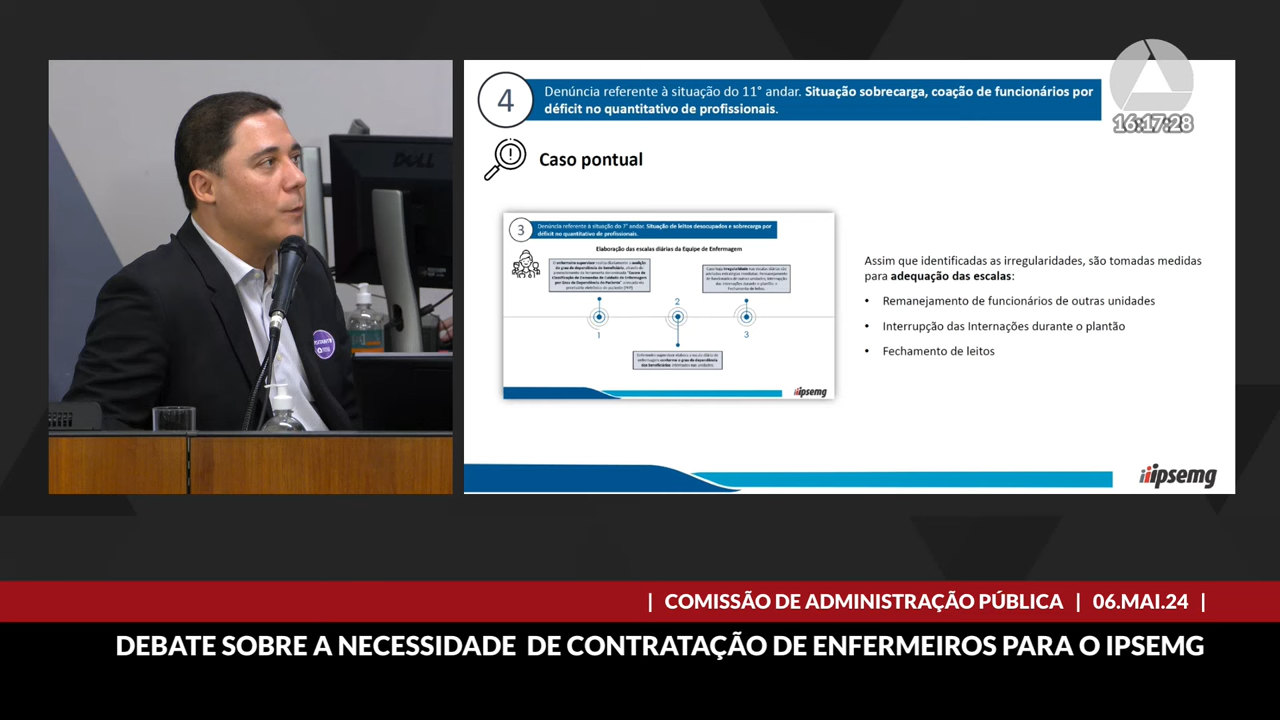 4
Denúncia referente à situação do 11° andar. Situação sobrecarga, coação de funcionários por
déficit no quantitativo de profissionais.
16:17:28
Caso pontual
DELL
3
Denúncia referente à situação do 7° andar. Situação de leitos desocupados e sobrecarga por
déficit no quantitativo de profissionais.
Elaboração das escalas diárias da Equipe de Enfermagem
2
1
3
ipsemg
Assim que identificadas as irregularidades, são tomadas medidas
para adequação das escalas:
• Remanejamento de funcionários de outras unidades
• Interrupção das Internações durante o plantão
• Fechamento de leitos
ipsemg
| COMISSÃO DE ADMINISTRAÇÃO PÚBLICA | 06.MAI.24 |
DEBATE SOBRE A NECESSIDADE DE CONTRATAÇÃO DE ENFERMEIROS PARA O IPSEMG